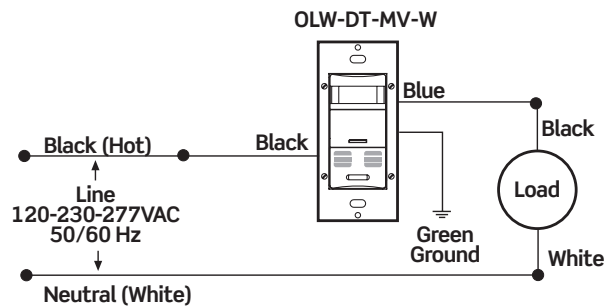 OLW-DT-MV-W
Blue
Black (Hot)
Black
Black
Line
120-230-277VAC
50/60 Hz
Load
Green
Ground
White
Neutral (White)